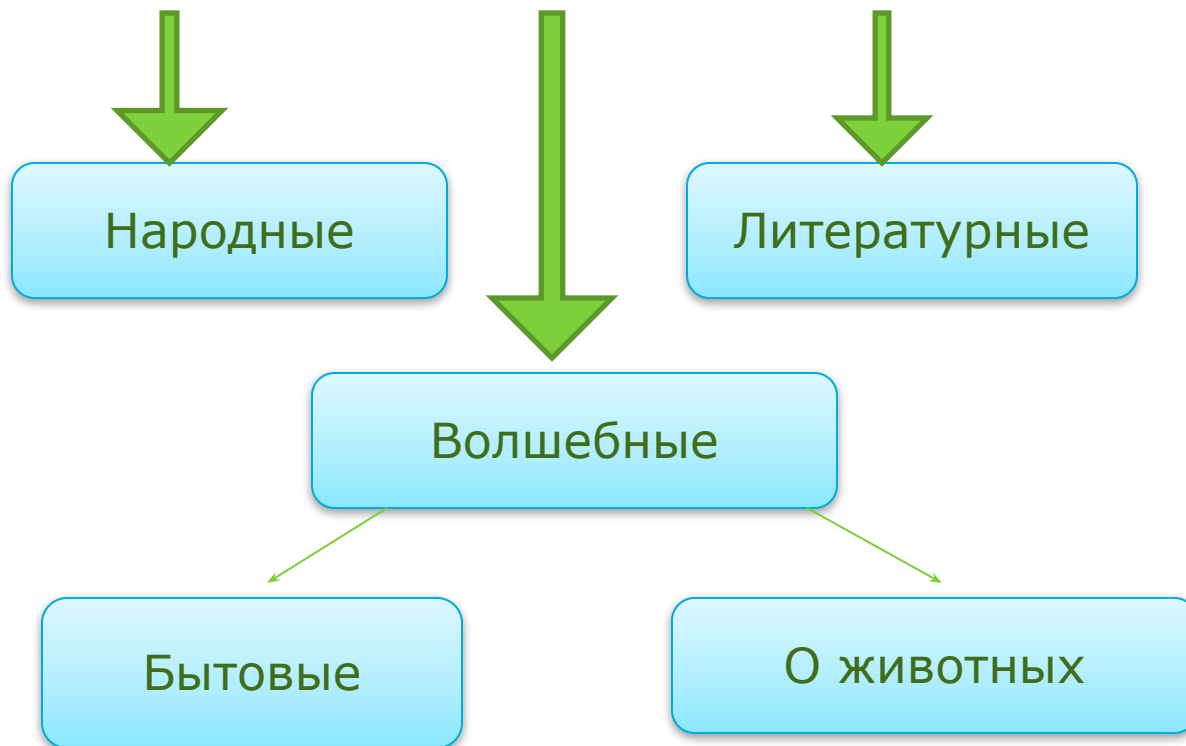 Народные
Литературные
Волшебные
Бытовые
О животных